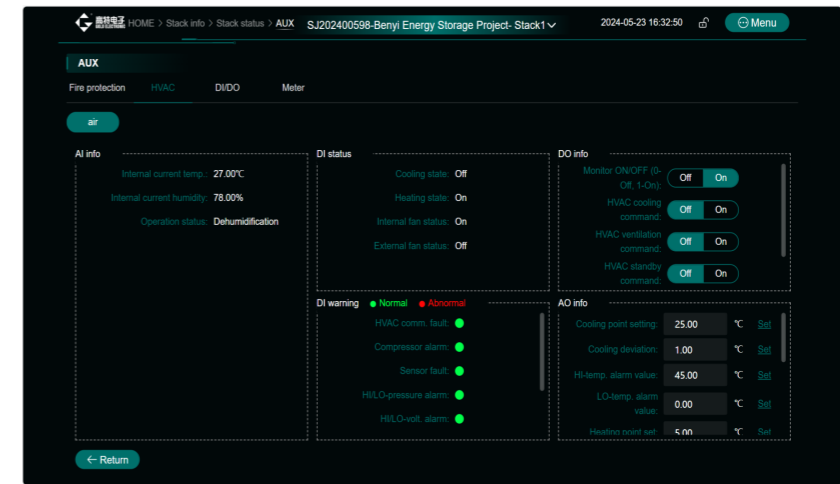 高特电子
GOLD ELECTRONIC
HOME > Stack info > Stack status > AUX
SJ202400598-Benyi Energy Storage Project- Stack1
2024-05-23 16:32:50
Menu
AUX
Fire protection HVAC DI/DO Meter
air
AI info
Internal current temp.: 27.00℃
Internal current humidity: 78.00%
Operation status: Dehumidification
DI status
Cooling state: Off
Heating state: On
Internal fan status: On
External fan status: Off
DO info
Monitor ON/OFF (0-
Off, 1-On): Off On
HVAC cooling
command: Off On
HVAC ventilation
command: Off On
HVAC standby
command: Off On
DI warning Normal Abnormal
HVAC comm. fault:
Compressor alarm:
Sensor fault:
HI/LO-pressure alarm:
HI/LO-volt. alarm:
AO info
Cooling point setting: 25.00 ℃ Set
Cooling deviation: 1.00 ℃ Set
HI-temp. alarm value: 45.00 ℃ Set
LO-temp. alarm
value: 0.00 ℃ Set
Heating point set: 5.00 ℃ Set
← Return